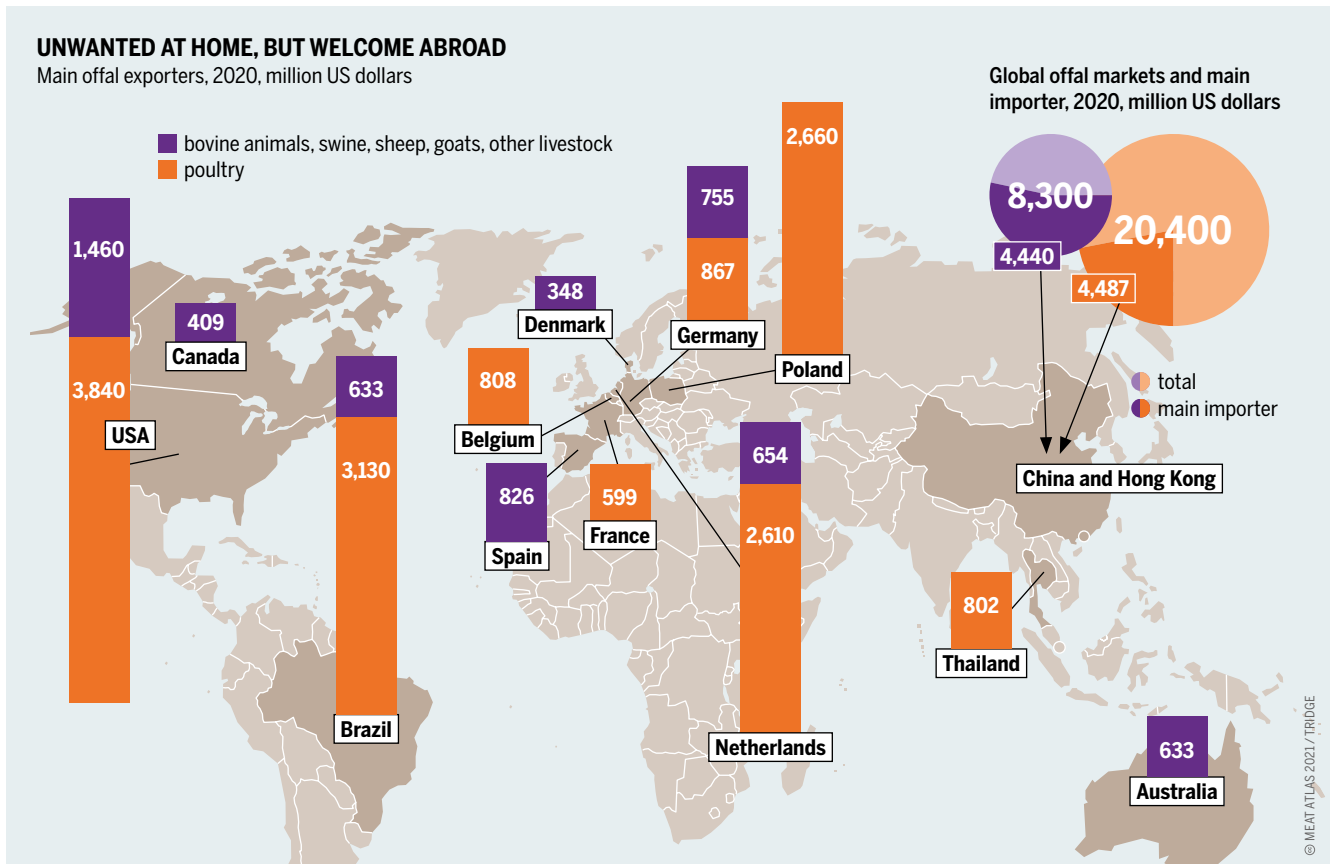 UNWANTED AT HOME, BUT WELCOME ABROAD
Main offal exporters, 2020, million US dollars
bovine animals, swine, sheep, goats, other livestock
poultry
Global offal markets and main
importer, 2020, million US dollars
8,300
20,400
4,440
4,487
total
main importer
China and Hong Kong
1,460
3,840
USA
409
Canada
633
3,130
Brazil
348
Denmark
755
867
Germany
2,660
Poland
808
Belgium
826
Spain
599
France
654
2,610
Netherlands
802
Thailand
633
Australia
© MEAT ATLAS 2021 / TRIDGE